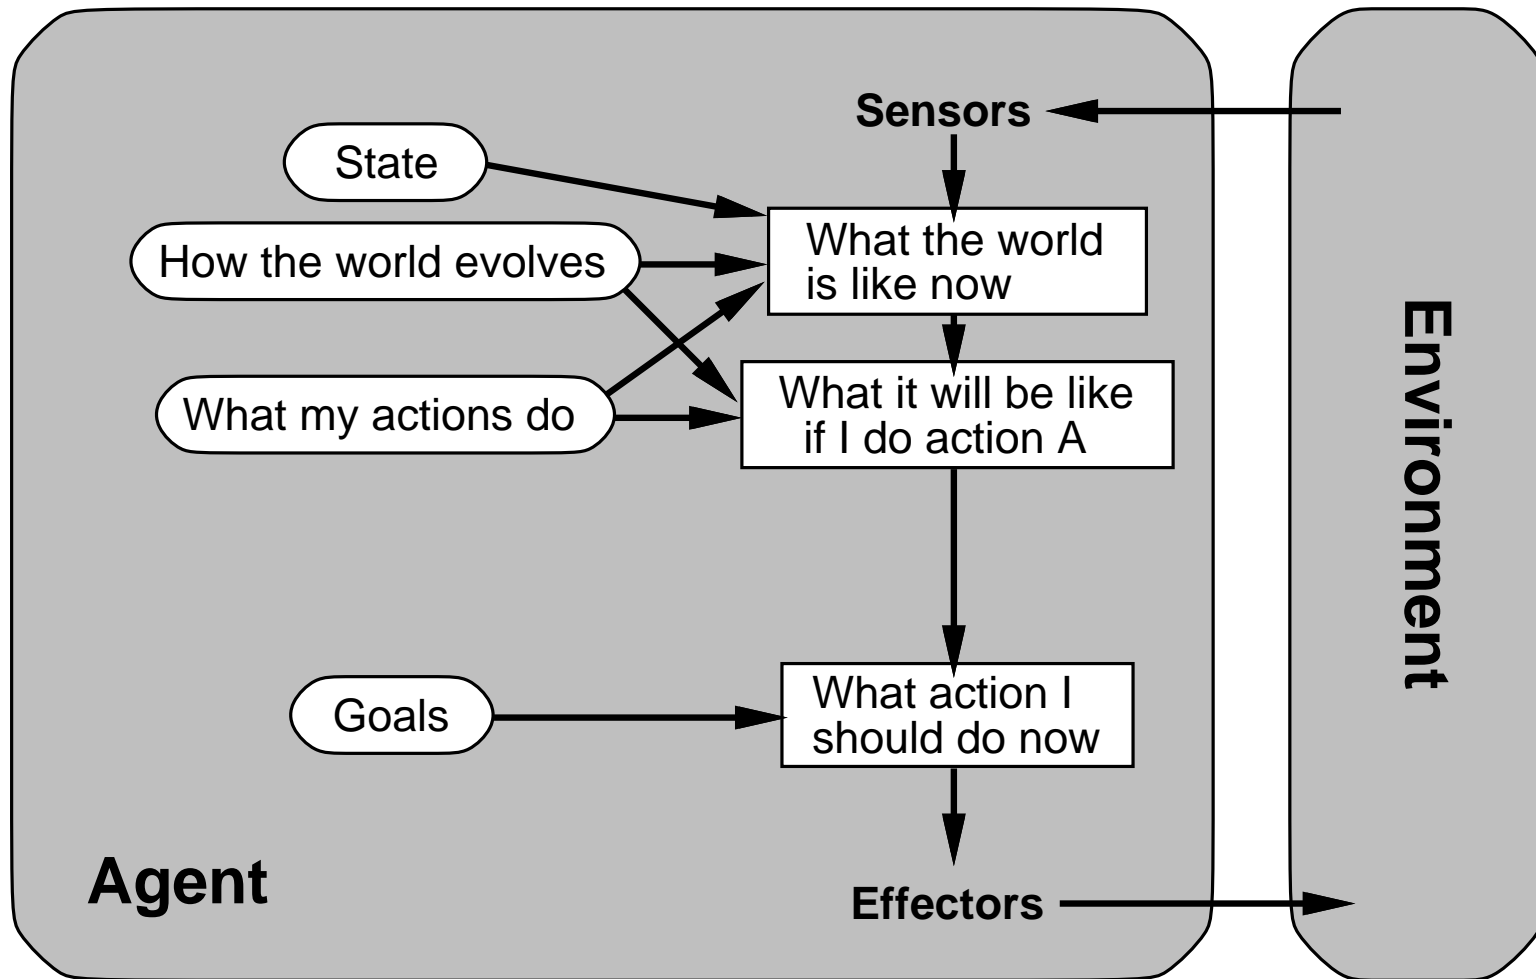 Sensors
State
What the world
is like now
How the world evolves
What it will be like
if I do action A
What my actions do
What action I
should do now
Goals
Agent
Effectors
Environment